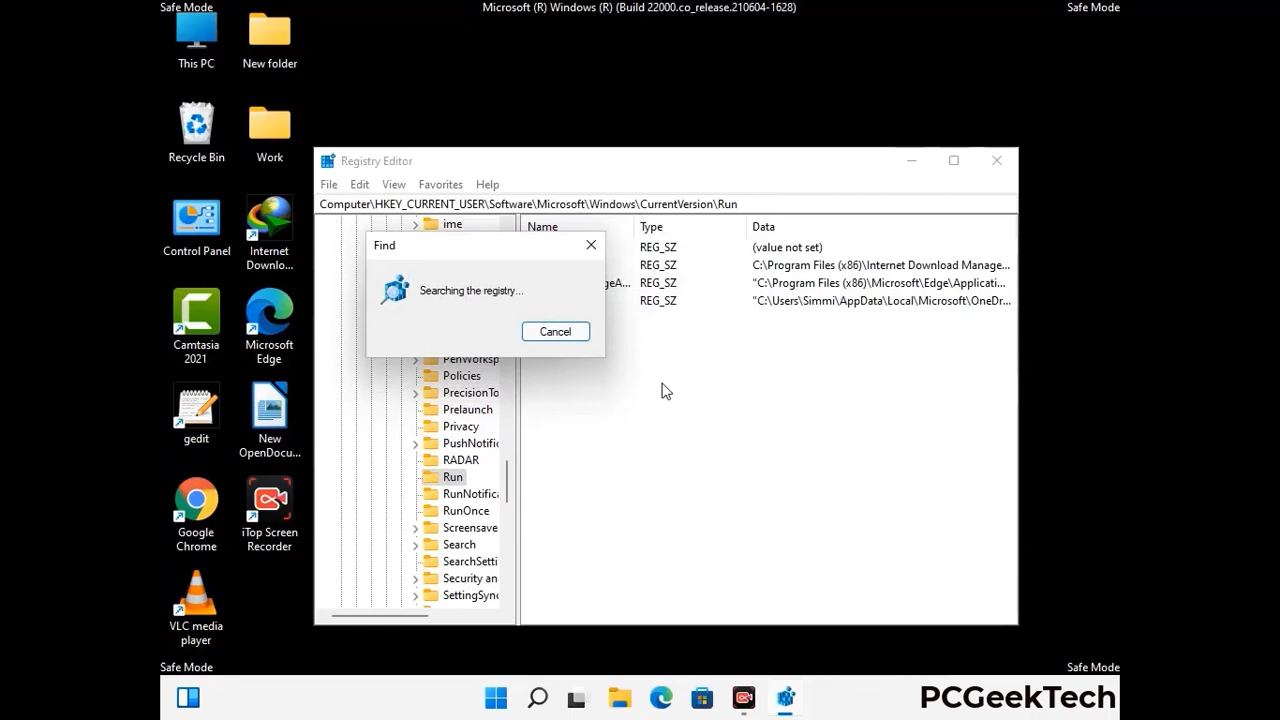 Safe Mode
Microsoft (R) Windows (R) (Build 22000.co_release.210604-1628)
Safe Mode
This PC
New folder
Recycle Bin
Work
Control Panel
Internet
Downlo...
Camtasia
2021
Microsoft
Edge
gedit
New
OpenDocu...
Google
Chrome
iTop Screen
Recorder
VLC media
player
Registry Editor
File Edit View Favorites Help
Computer\HKEY_CURRENT_USER\Software\Microsoft\Windows\CurrentVersion\Run
ime
PenWorksp
Policies
PrecisionTo
Prelaunch
Privacy
PushNotific
RADAR
Run
RunNotifica
RunOnce
Screensave
Search
SearchSetti
Security an
SettingSync
Name Type Data
REG_SZ (value not set)
REG_SZ C:\Program Files (x86)\Internet Download Manage...
geA... REG_SZ "C:\Program Files (x86)\Microsoft\Edge\Applicati...
REG_SZ "C:\Users\Simmi\AppData\Local\Microsoft\OneDr...
Find
Searching the registry...
Cancel
Safe Mode
Safe Mode
PCGeekTech